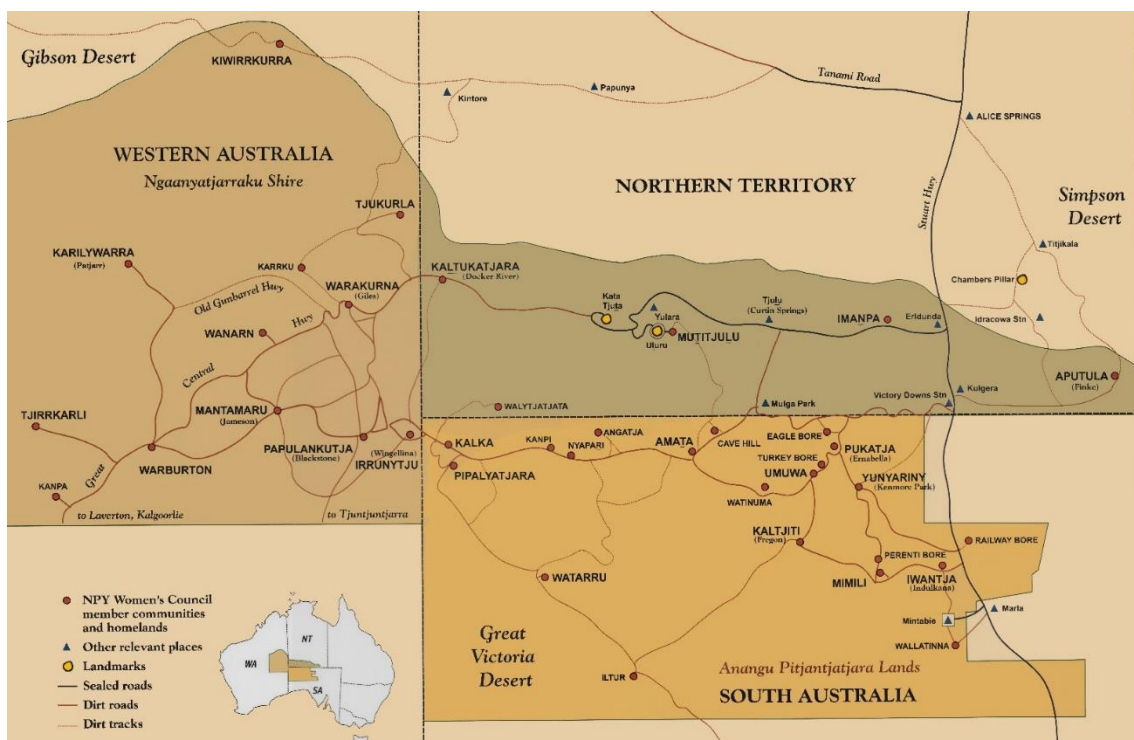 Gibson Desert
KIWIRRKURRA
Kintore
Papunya
Tanami Road
ALICE SPRINGS
WESTERN AUSTRALIA
Ngaanyatjarraku Shire
NORTHERN TERRITORY
Stuart Hwy
Simpson
Desert
TJUKURLA
Titjikala
KARILYWARRA
(Patjarr)
KARRKU
KALTUKATJARA
(Docker River)
Chambers Pillar
Old Gunbarrel Hwy
WARAKURNA
(Giles)
Kata
Tjuta
Yulara
Tjulu
(Curtin Springs)
IMANPA
Erldunda
Idracowa Stn
WANARN
Hwy
Uluru
MUTITJULU
Central
APUTULA
(Finke)
Kulgera
Victory Downs Stn
Mulga Park
WALYTJATJATA
TJIRRKARLI
MANTAMARU
(Jameson)
PAPULANKUTJA
(Blackstone)
(Wingellina)
IRRUNYTJU
KALKA
KANPI
ANGATJA
NYAPARI
AMATA
CAVE HILL
EAGLE BORE
PUKATJA
(Ernabella)
WARBURTON
Great
PIPALYATJARA
TURKEY BORE
UMUWA
WATINUMA
YUNYARINY
(Kenmore Park)
KANPA
to Laverton, Kalgoorlie
to Tjuntjuntjarra
KALTJITI
(Fregon)
RAILWAY BORE
PERENTI BORE
WATARRU
MIMILI
IWANTJA
(Indulkana)
Marla
Mintabie
WALLATINNA
Great
Victoria
Desert
ILTUR
Anangu Pitjantjatjara Lands
SOUTH AUSTRALIA
NPY Women's Council
member communities
and homelands
Other relevant places
Landmarks
Sealed roads
Dirt roads
Dirt tracks
WA
NT
SA